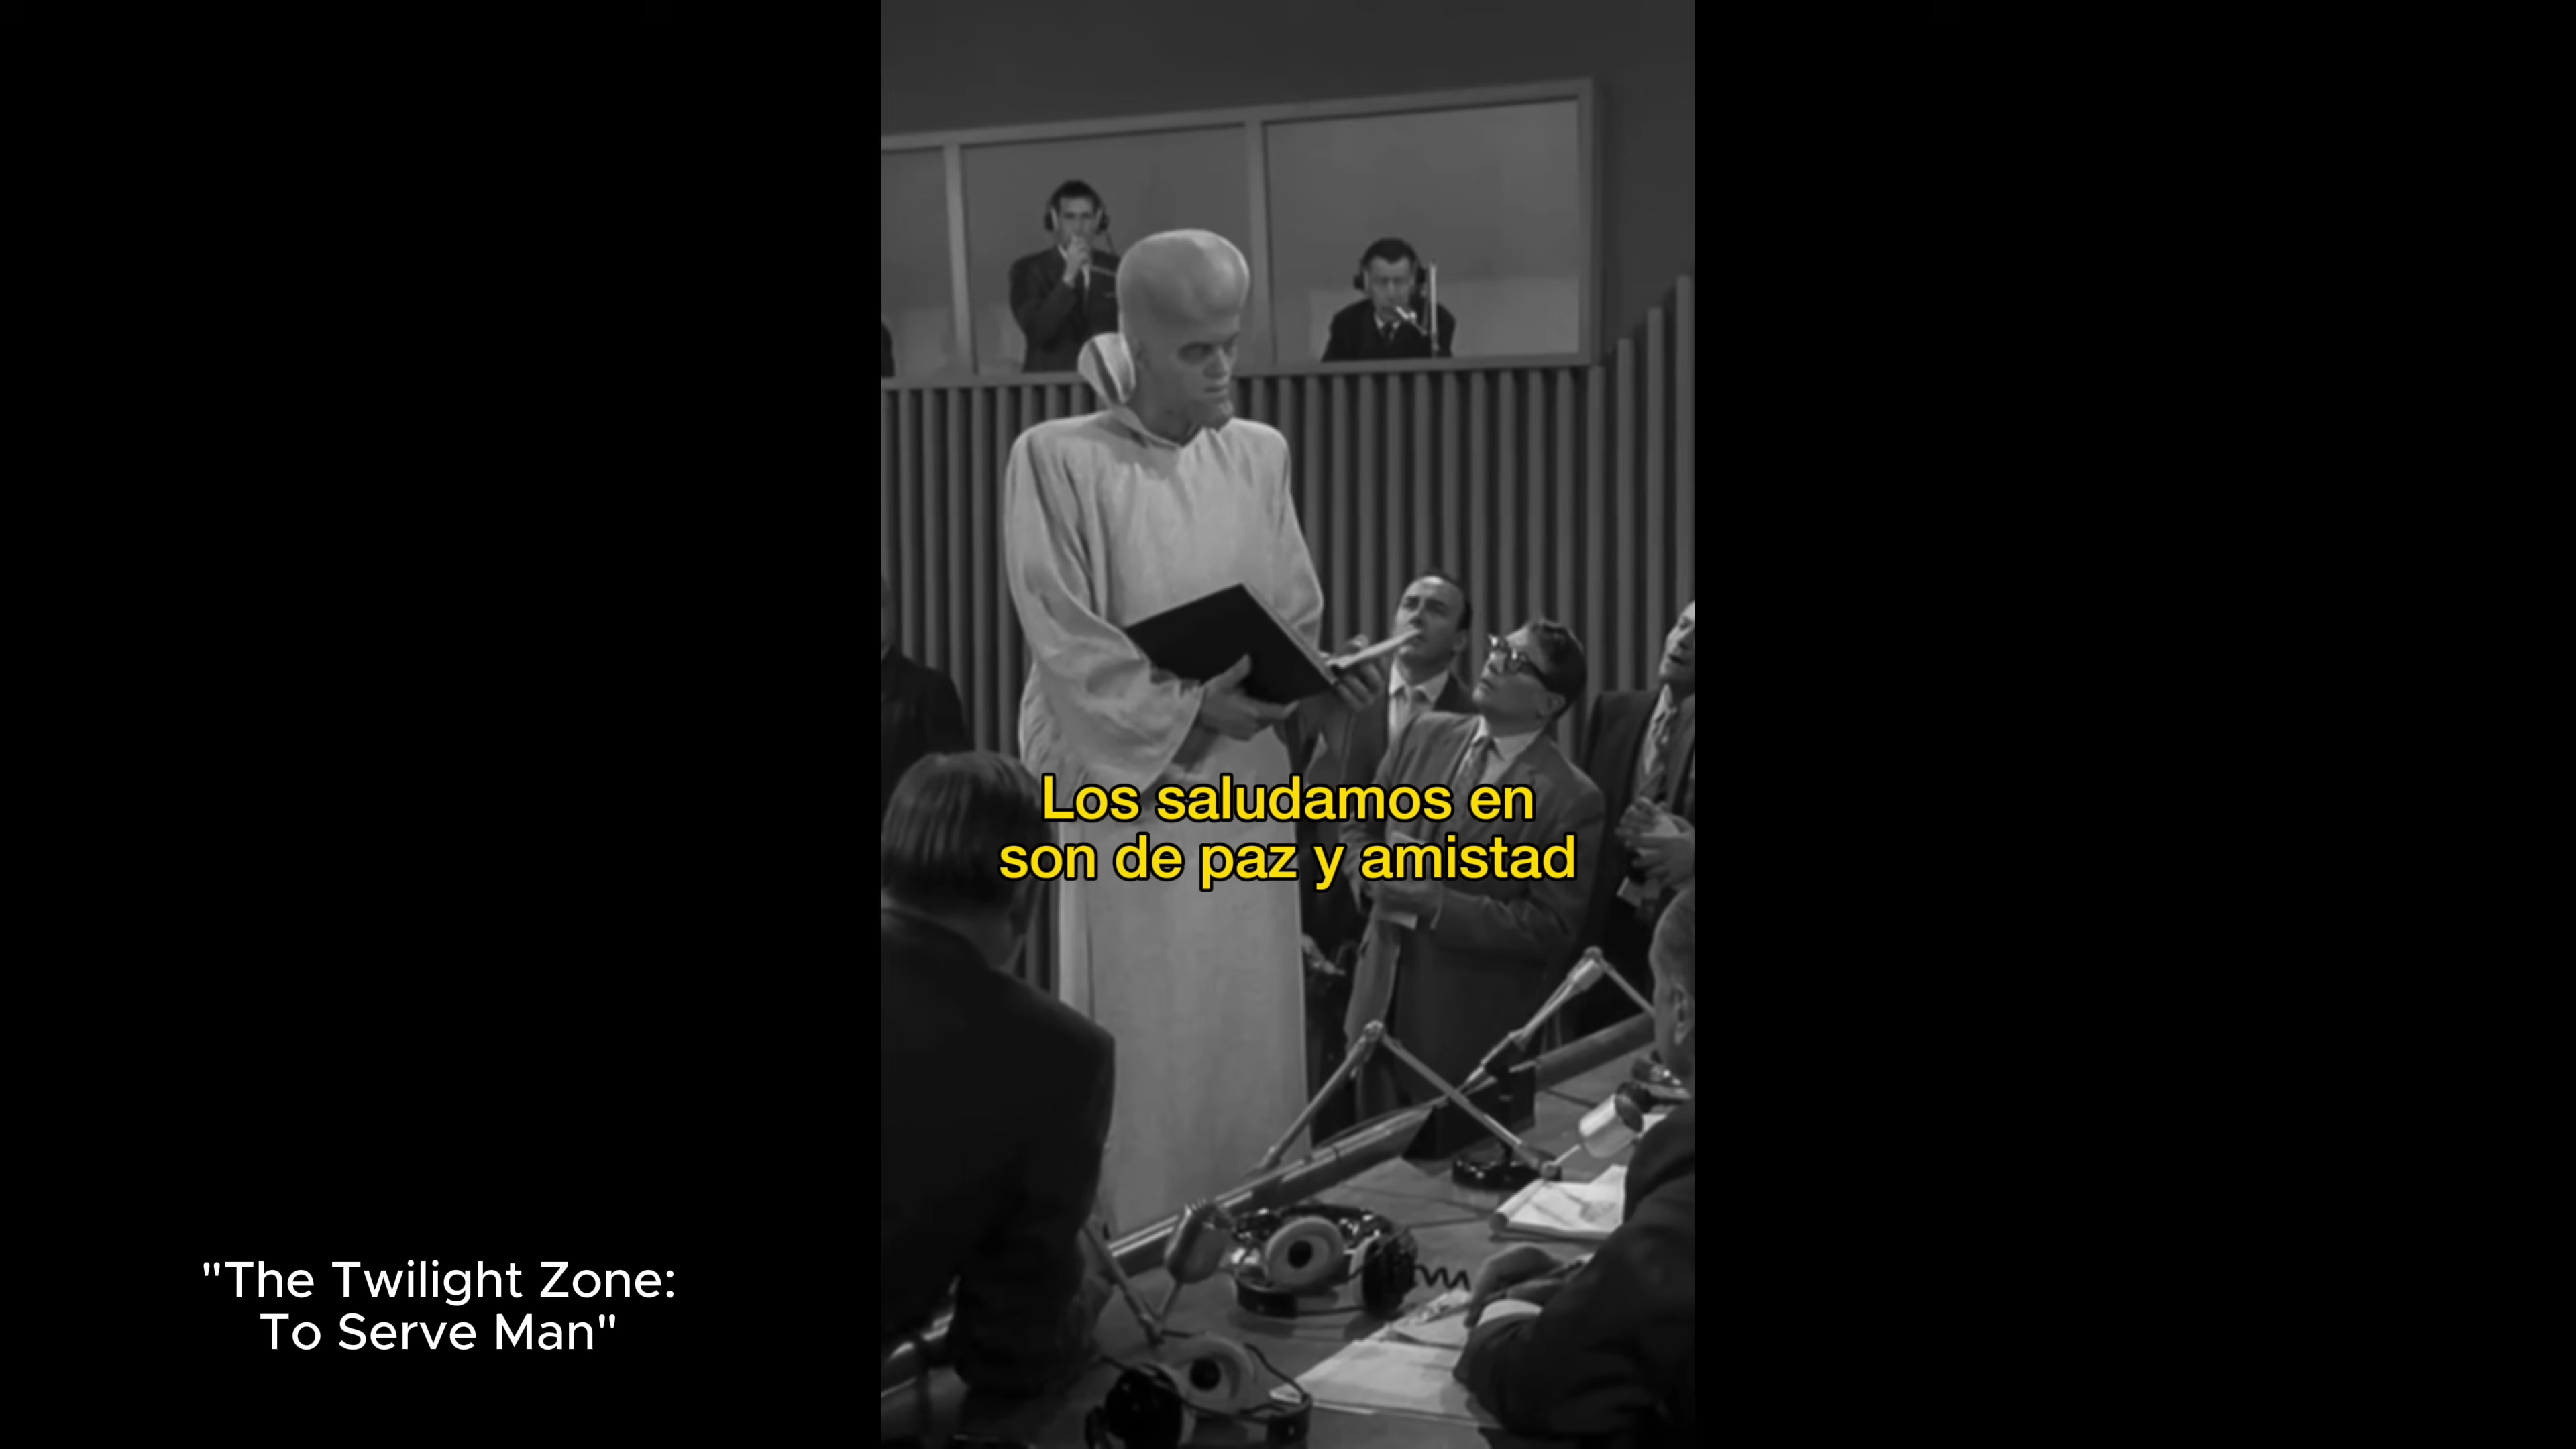 Los saludamos en
son de paz y amistad
"The Twilight Zone:
To Serve Man"